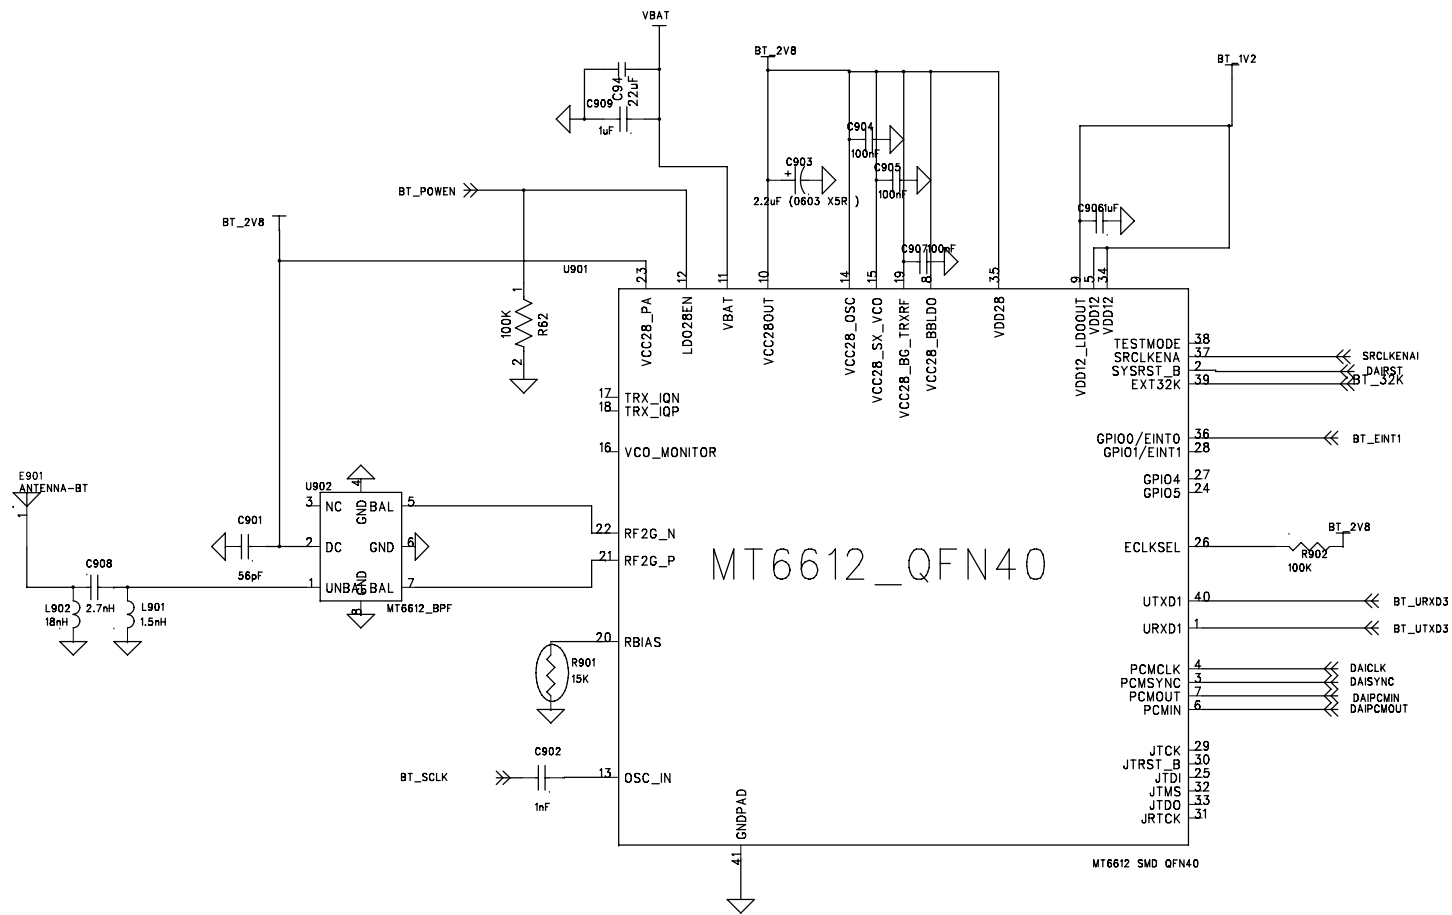 VBAT
BT_2V8
BT_1V2
C94
22uF
C909
1uF
C904
100nF
C903
+
2.2uF (0603 X5R )
C905
100nF
BT_POWEN
BT_2V8
C906
1uF
C907
100nF
U901
23
12
11
10
14
15
19
8
35
9
5
34
1
100K
R62
2
VCC28_PA
LDO28EN
VBAT
VCC28OUT
VCC28_OSC
VCC28_SX_VCO
VCC28_BG_TRXRF
VCC28_BBLDO
VDD28
VDD12_LDOOUT
VDD12
VDD12
TESTMODE 38
SRCLKENA 37 SRCLKENAI
SYSRST_B 2 DAIRST
EXT32K 39 BT_32K
17 TRX_IQN
18 TRX_IQP
GPIO0/EINT0 36 BT_EINT1
GPIO1/EINT1 28
16 VCO_MONITOR
GPIO4 27
GPIO5 24
E901
ANTENNA-BT
1
U902
4
3 NC GND BAL 5
22 RF2G_N
C901
56pF
2 DC GND 6
21 RF2G_P
MT6612_QFN40
ECLKSEL 26
BT_2V8
R902
100K
C908
2.7nH
1 UNBAL GND BAL 7
8
MT6612_BPF
L902
18nH
L901
1.5nH
UTXD1 40 BT_URXD3
URXD1 1 BT_UTXD3
20 RBIAS
R901
15K
PCMCLK 4 DAICLK
PCMSYNC 3 DAISYNC
PCMOUT 7 DAIPCMIN
PCMIN 6 DAIPCMOUT
C902
BT_SCLK
1nF
13 OSC_IN
JTCK 29
JTRST_B 30
JTDI 25
JTMS 32
JTDO 33
JRTCK 31
GNDPAD
41
MT6612 SMD QFN40